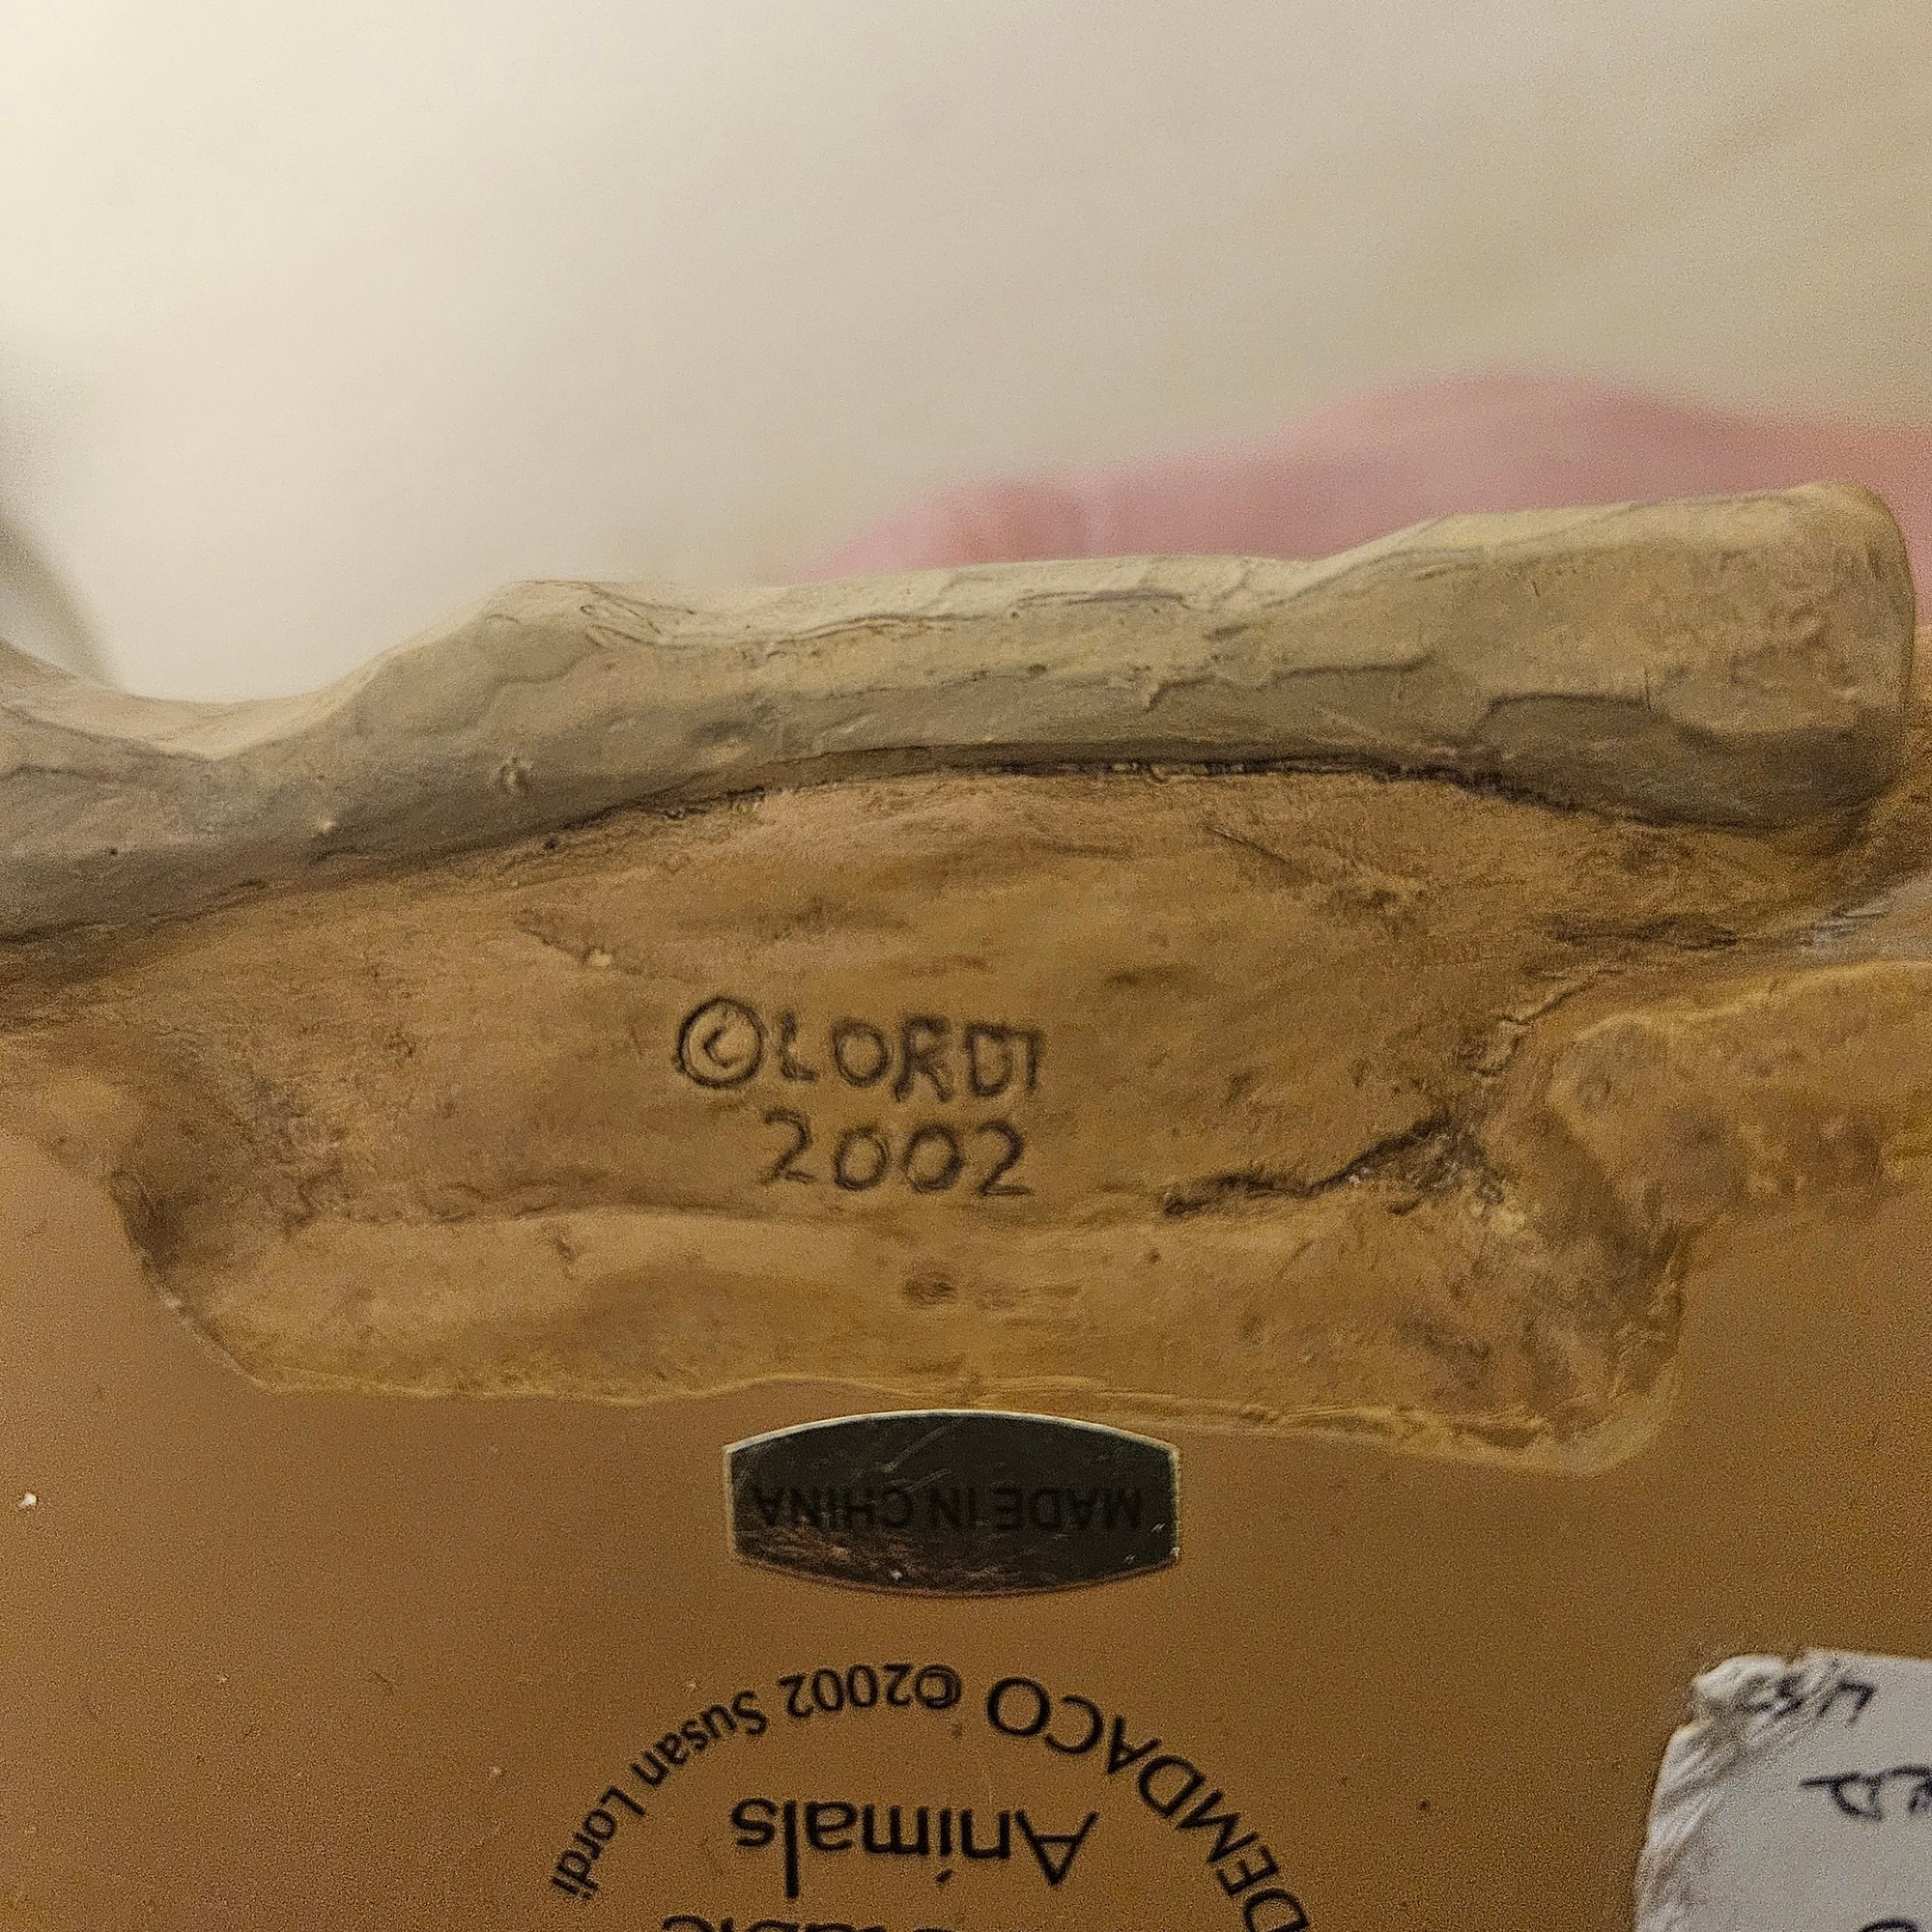 ©LORDI
2002
MADE IN CHINA
DEMDACO ©2002 Susan Lordi
Animals